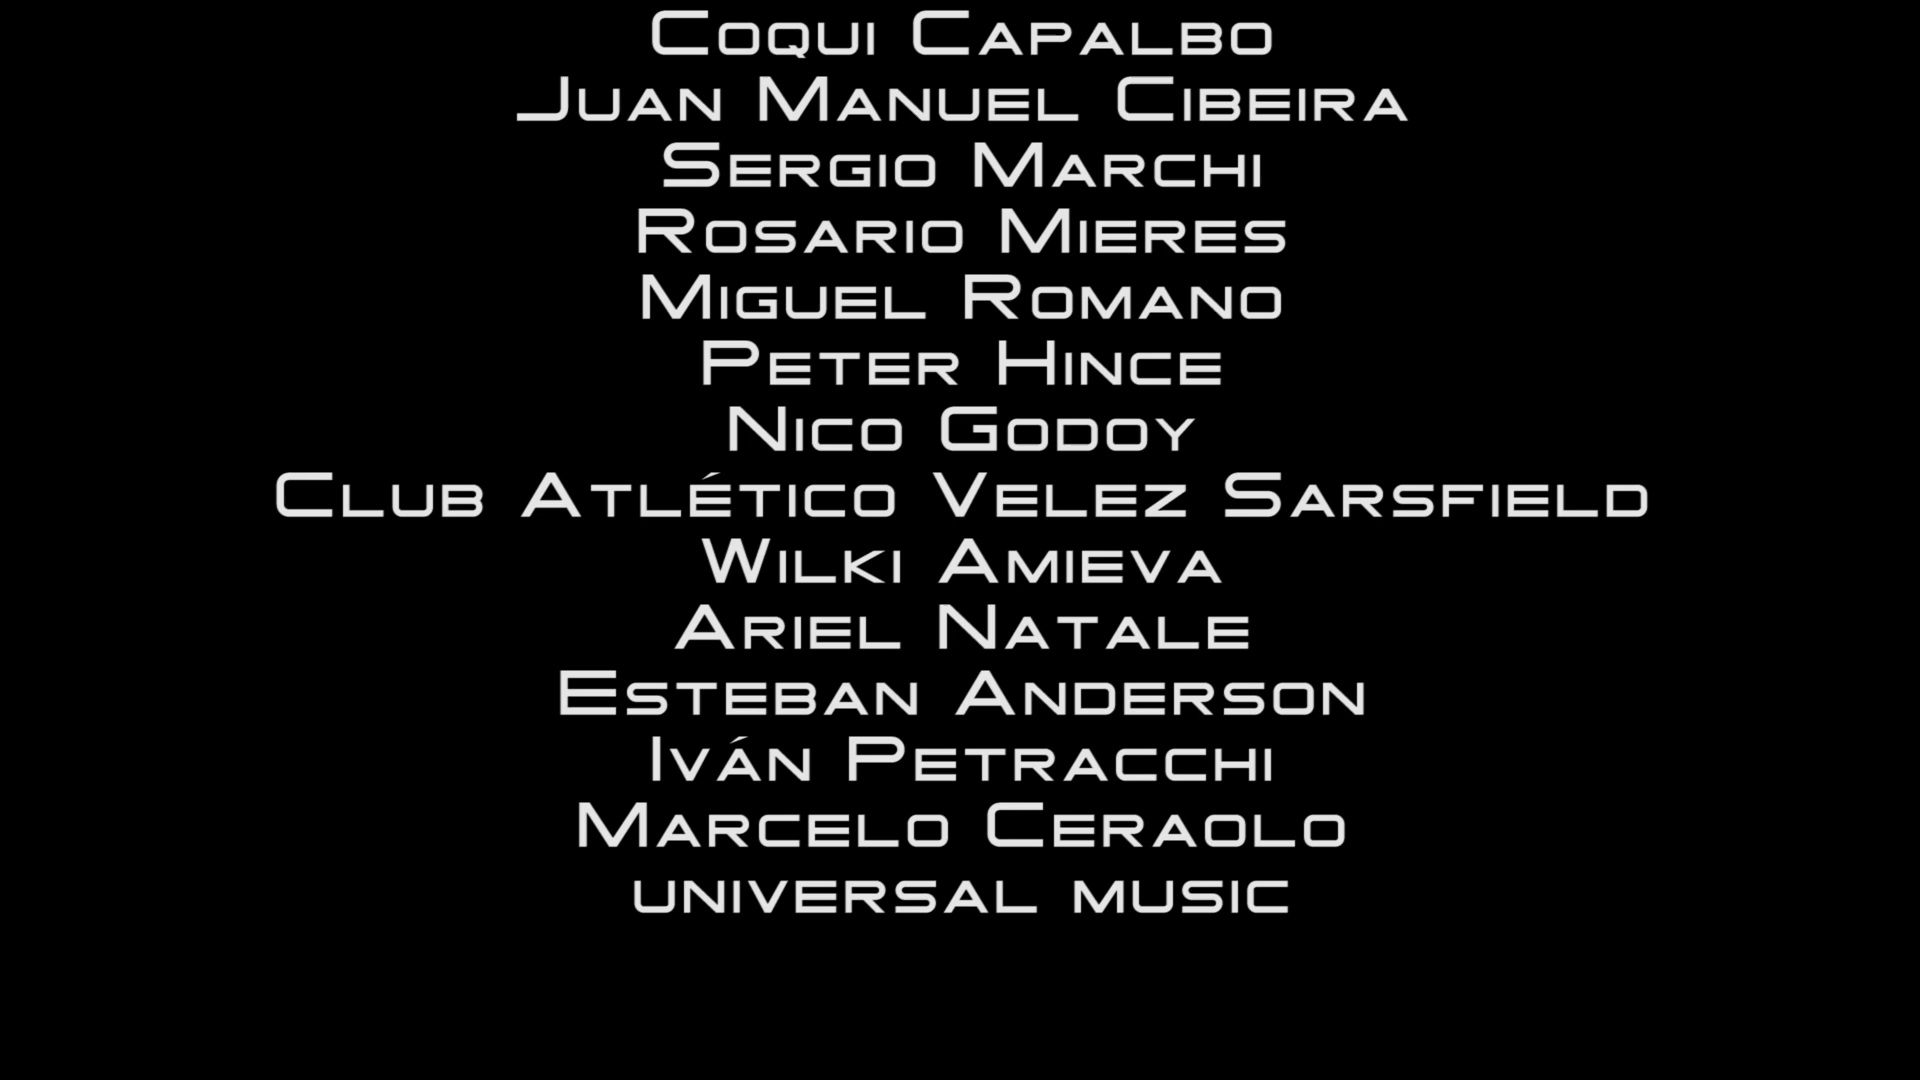 Coqui Capalbo
Juan Manuel Cibeira
Sergio Marchi
Rosario Mieres
Miguel Romano
Peter Hince
Nico Godoy
Club Atlético Velez Sarsfield
Wilki Amieva
Ariel Natale
Esteban Anderson
Iván Petracchi
Marcelo Ceraolo
universal music